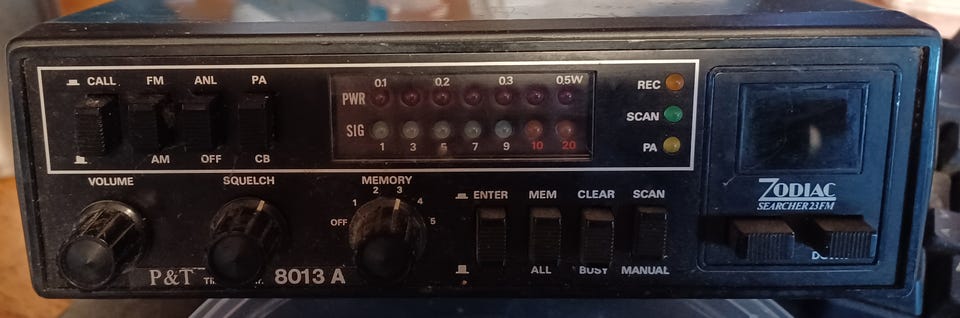 CALL FM ANL PA
AM OFF CB
PWR 0.1 0.2 0.3 0.5W
SIG
1 3 5 7 9 10 20
REC
SCAN
PA
ZODIAC
SEARCHER 23 FM
VOLUME SQUELCH MEMORY
OFF 1 2 3 4 5
ENTER MEM CLEAR SCAN
ALL BUSY MANUAL
P&T 8013 A